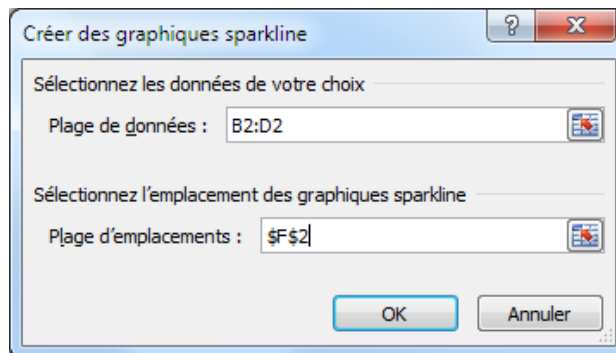 Créer des graphiques sparkline
Sélectionnez les données de votre choix
Plage de données : B2:D2
Sélectionnez l'emplacement des graphiques sparkline
Plage d'emplacements : $F$2
OK Annuler